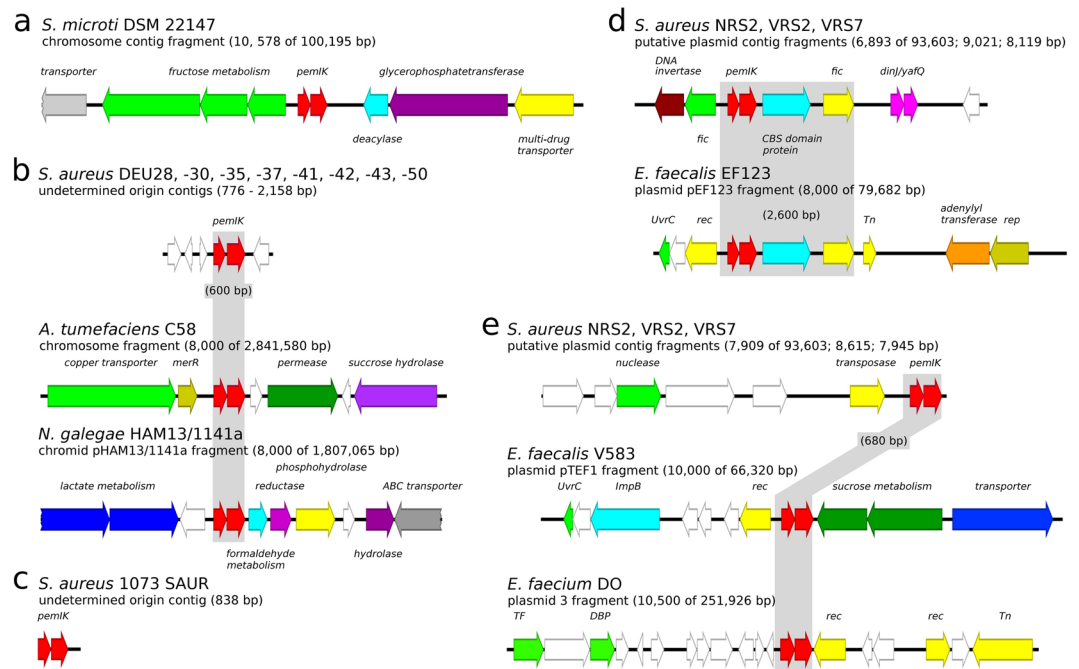 a
S. microti DSM 22147
chromosome contig fragment (10, 578 of 100,195 bp)
transporter
fructose metabolism
pemIK
glycerophosphatetransferase
deacylase
multi-drug
transporter
b
S. aureus DEU28, -30, -35, -37, -41, -42, -43, -50
undetermined origin contigs (776 - 2,158 bp)
pemIK
(600 bp)
A. tumefaciens C58
chromosome fragment (8,000 of 2,841,580 bp)
copper transporter
merR
permease
succrose hydrolase
N. galegae HAM13/1141a
chromid pHAM13/1141a fragment (8,000 of 1,807,065 bp)
phosphohydrolase
lactate metabolism
reductase
ABC transporter
formaldehyde
metabolism
hydrolase
c
S. aureus 1073 SAUR
undetermined origin contig (838 bp)
pemIK
d
S. aureus NRS2, VRS2, VRS7
putative plasmid contig fragments (6,893 of 93,603; 9,021; 8,119 bp)
DNA
invertase
pemIK
fic
dinJ/yafQ
fic
CBS domain
protein
E. faecalis EF123
plasmid pEF123 fragment (8,000 of 79,682 bp)
(2,600 bp)
UvrC
rec
Tn
adenylyl
transferase
rep
e
S. aureus NRS2, VRS2, VRS7
putative plasmid contig fragments (7,909 of 93,603; 8,615; 7,945 bp)
nuclease
transposase
pemIK
(680 bp)
E. faecalis V583
plasmid pTEF1 fragment (10,000 of 66,320 bp)
UvrC
ImpB
rec
sucrose metabolism
transporter
E. faecium DO
plasmid 3 fragment (10,500 of 251,926 bp)
TF
DBP
rec
rec
Tn